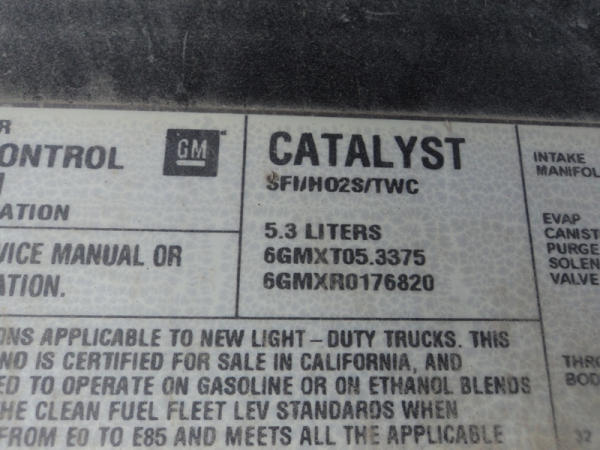 R
ONTROL
ATION
VICE MANUAL OR
ATION.
GM
CATALYST
SFI/HO2S/TWC
5.3 LITERS
6GMXT05.3375
6GMXR0176820
INTAKE
MANIFOL
EVAP
CANIST
PURGE
SOLEN
VALVE
THRO
BOD
32
ONS APPLICABLE TO NEW LIGHT-DUTY TRUCKS. THIS
ND IS CERTIFIED FOR SALE IN CALIFORNIA, AND
ED TO OPERATE ON GASOLINE OR ON ETHANOL BLENDS
HE CLEAN FUEL FLEET LEV STANDARDS WHEN
FROM E0 TO E85 AND MEETS ALL THE APPLICABLE